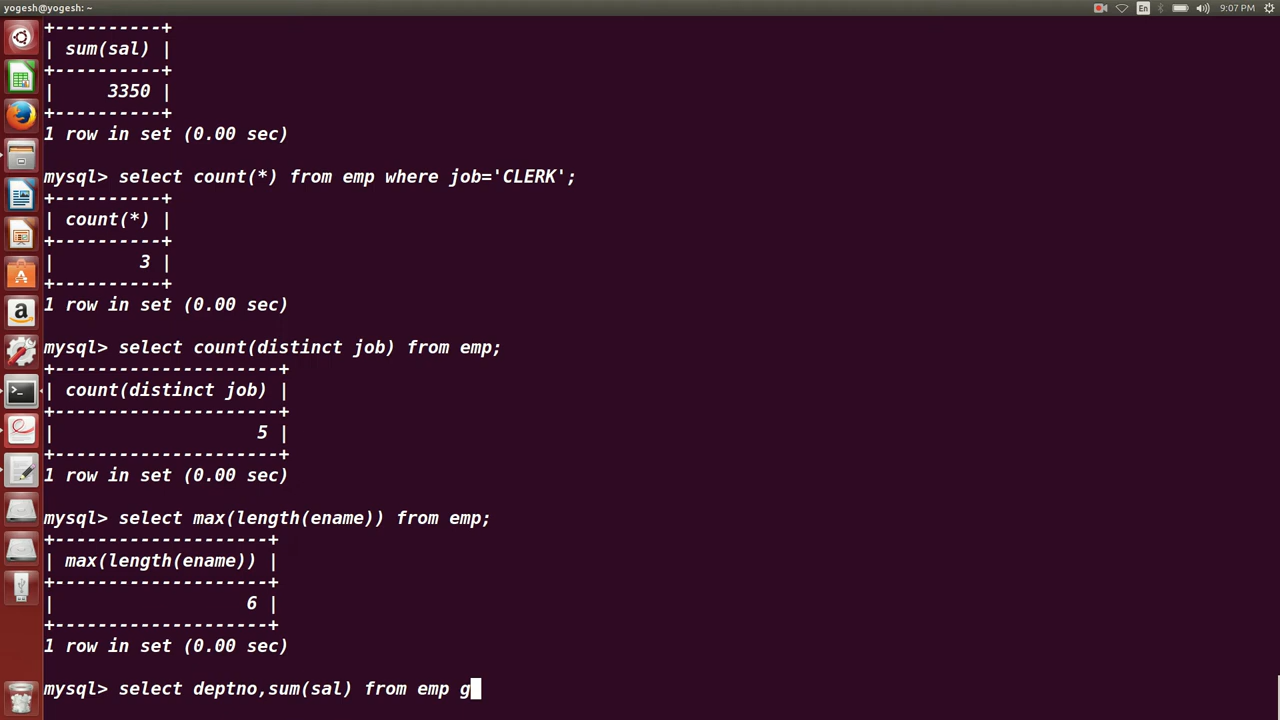 yogesh@yogesh: ~
En
9:07 PM
+----------+
| sum(sal) |
+----------+
|     3350 |
+----------+
1 row in set (0.00 sec)
mysql> select count(*) from emp where job='CLERK';
+----------+
| count(*) |
+----------+
|        3 |
+----------+
1 row in set (0.00 sec)
mysql> select count(distinct job) from emp;
+---------------------+
| count(distinct job) |
+---------------------+
|                   5 |
+---------------------+
1 row in set (0.00 sec)
mysql> select max(length(ename)) from emp;
+--------------------+
| max(length(ename)) |
+--------------------+
|                  6 |
+--------------------+
1 row in set (0.00 sec)
mysql> select deptno,sum(sal) from emp g